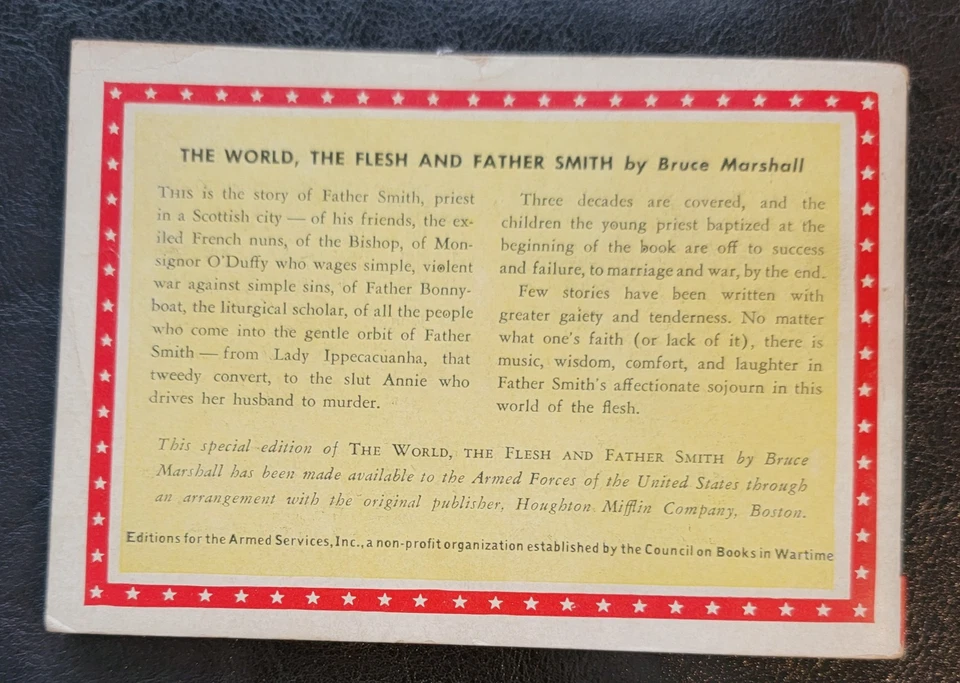 THE WORLD, THE FLESH AND FATHER SMITH by Bruce Marshall
THIS is the story of Father Smith, priest
in a Scottish city — of his friends, the ex-
iled French nuns, of the Bishop, of Mon-
signor O'Duffy who wages simple, violent
war against simple sins, of Father Bonny-
boat, the liturgical scholar, of all the people
who come into the gentle orbit of Father
Smith — from Lady Ippecacuanha, that
tweedy convert, to the slut Annie who
drives her husband to murder.
Three decades are covered, and the
children the young priest baptized at the
beginning of the book are off to success
and failure, to marriage and war, by the end.
Few stories have been written with
greater gaiety and tenderness. No matter
what one's faith (or lack of it), there is
music, wisdom, comfort, and laughter in
Father Smith's affectionate sojourn in this
world of the flesh.
This special edition of THE WORLD, THE FLESH AND FATHER SMITH by Bruce
Marshall has been made available to the Armed Forces of the United States through
an arrangement with the original publisher, Houghton Mifflin Company, Boston.
Editions for the Armed Services, Inc., a non-profit organization established by the Council on Books in Wartime